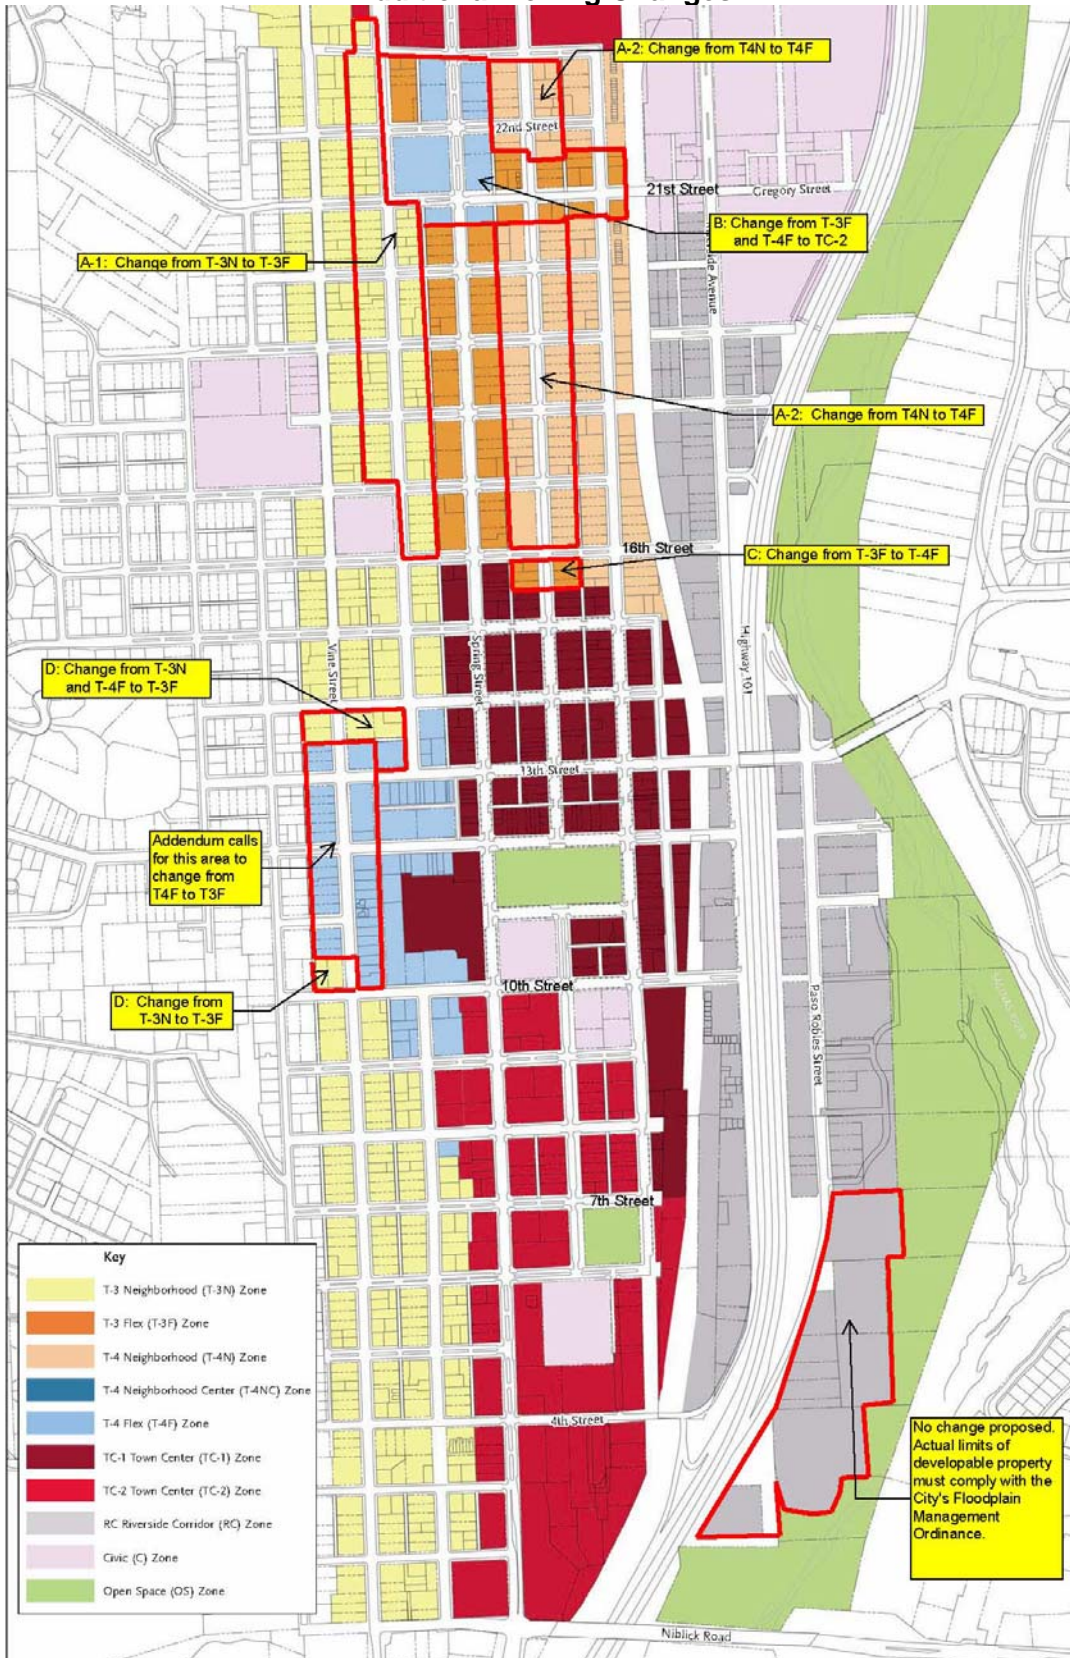 A-2: Change from T4N to T4F
22nd Street
21st Street
Gregory Street
B: Change from T-3F
and T-4F to TC-2
A-1: Change from T-3N to T-3F
Avenue
A-2: Change from T4N to T4F
16th Street
C: Change from T-3F to T-4F
Highway 101
Vine Street
Spring Street
D: Change from T-3N
and T-4F to T-3F
13th Street
Addendum calls
for this area to
change from
T4F to T3F
10th Street
D: Change from
T-3N to T-3F
Paso Robles Street
7th Street
Key
T-3 Neighborhood (T-3N) Zone
T-3 Flex (T-3F) Zone
T-4 Neighborhood (T-4N) Zone
T-4 Neighborhood Center (T-4NC) Zone
T-4 Flex (T-4F) Zone
TC-1 Town Center (TC-1) Zone
TC-2 Town Center (TC-2) Zone
RC Riverside Corridor (RC) Zone
Civic (C) Zone
Open Space (OS) Zone
4th Street
No change proposed.
Actual limits of
developable property
must comply with the
City's Floodplain
Management
Ordinance.
Niblick Road